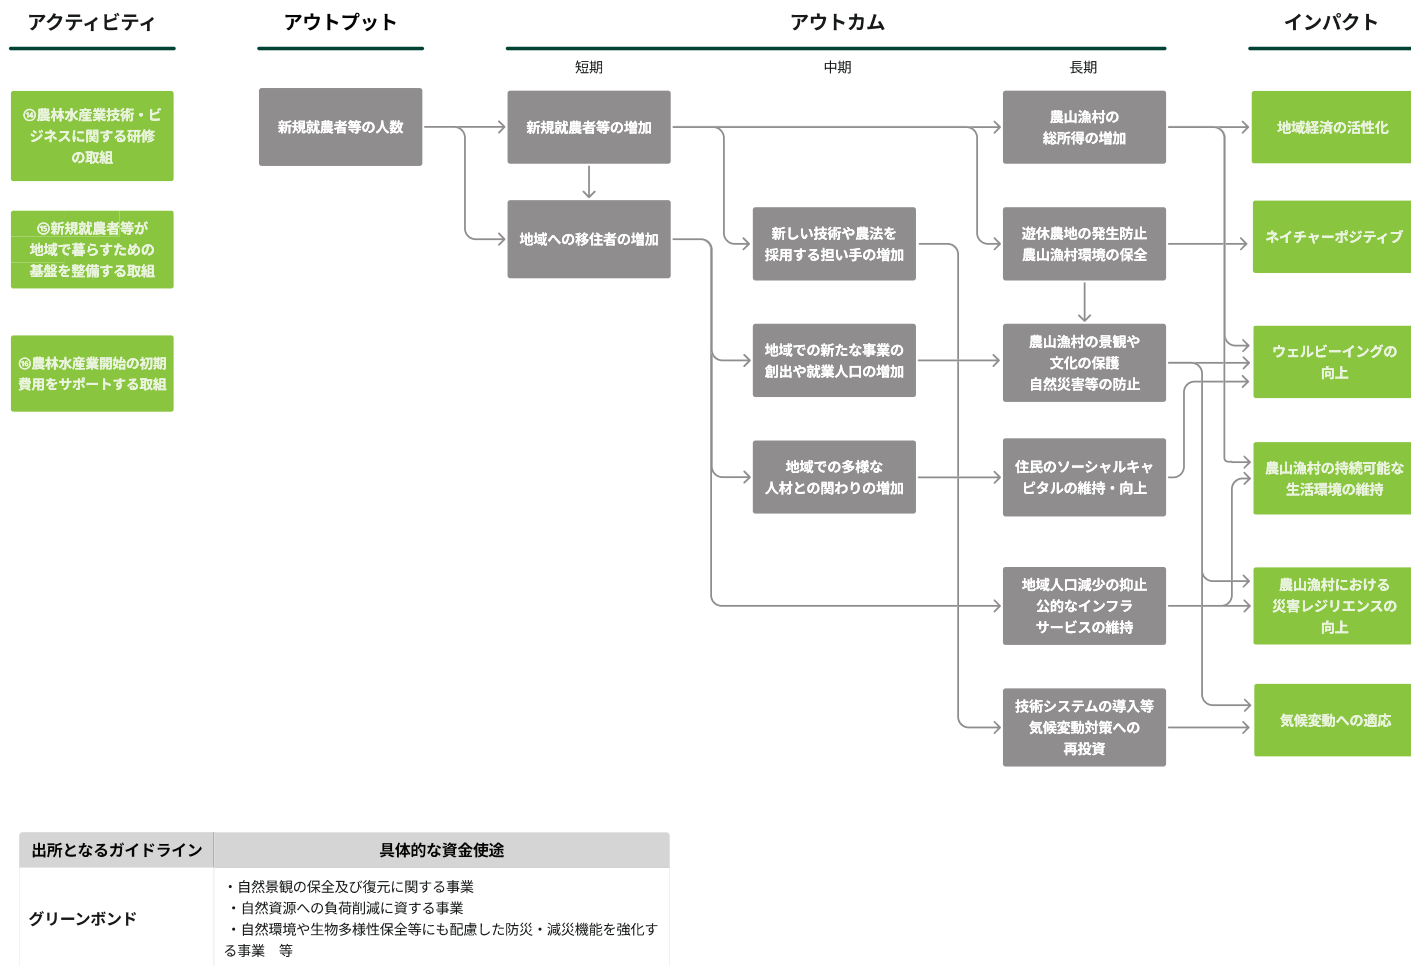 アクティビティ
アウトプット
アウトカム
インパクト
短期
中期
長期
⑭農林水産業技術・ビ
ジネスに関する研修
の取組
⑮新規就農者等が
地域で暮らすための
基盤を整備する取組
⑯農林水産業開始の初期
費用をサポートする取組
新規就農者等の人数
新規就農者等の増加
地域への移住者の増加
新しい技術や農法を
採用する担い手の増加
地域での新たな事業の
創出や就業人口の増加
地域での多様な
人材との関わりの増加
農山漁村の
総所得の増加
遊休農地の発生防止
農山漁村環境の保全
農山漁村の景観や
文化の保護
自然災害等の防止
住民のソーシャルキャ
ピタルの維持・向上
地域人口減少の抑止
公的なインフラ
サービスの維持
技術システムの導入等
気候変動対策への
再投資
地域経済の活性化
ネイチャーポジティブ
ウェルビーイングの
向上
農山漁村の持続可能な
生活環境の維持
農山漁村における
災害レジリエンスの
向上
気候変動への適応
出所となるガイドライン
具体的な資金使途
グリーンボンド
・自然景観の保全及び復元に関する事業
・自然資源への負荷削減に資する事業
・自然環境や生物多様性保全等にも配慮した防災・減災機能を強化す
る事業　等